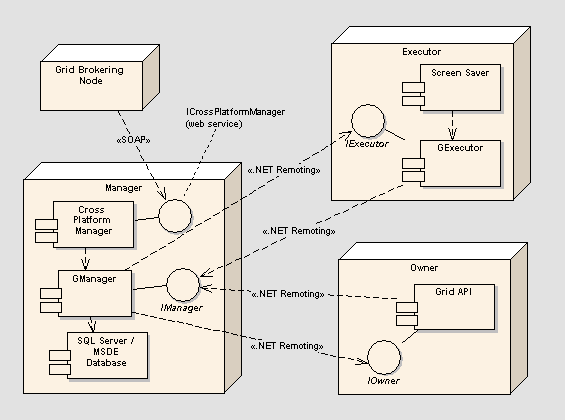 Grid Brokering
Node
«SOAP»
ICrossPlatformManager
(web service)
Executor
Screen Saver
IExecutor
GExecutor
«.NET Remoting»
Manager
Cross
Platform
Manager
«.NET Remoting»
GManager
IManager
SQL Server /
MSDE
Database
«.NET Remoting»
«.NET Remoting»
Owner
Grid API
IOwner